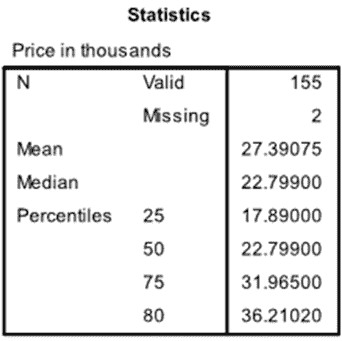 Statistics
Price in thousands
N Valid 155
Missing 2
Mean 27.39075
Median 22.79900
Percentiles 25 17.89000
50 22.79900
75 31.96500
80 36.21020